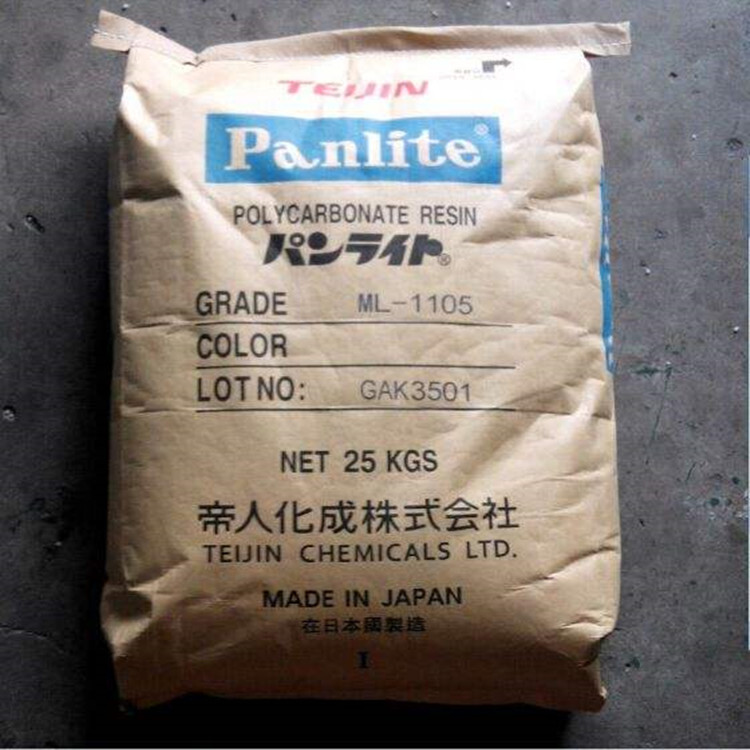 TEIJIN
Panlite®
POLYCARBONATE RESIN
パンライト®
GRADE ML-1105
COLOR
LOT NO: GAK3501
NET 25 KGS
帝人化成株式会社
TEIJIN CHEMICALS LTD.
MADE IN JAPAN
在日本國製造
I